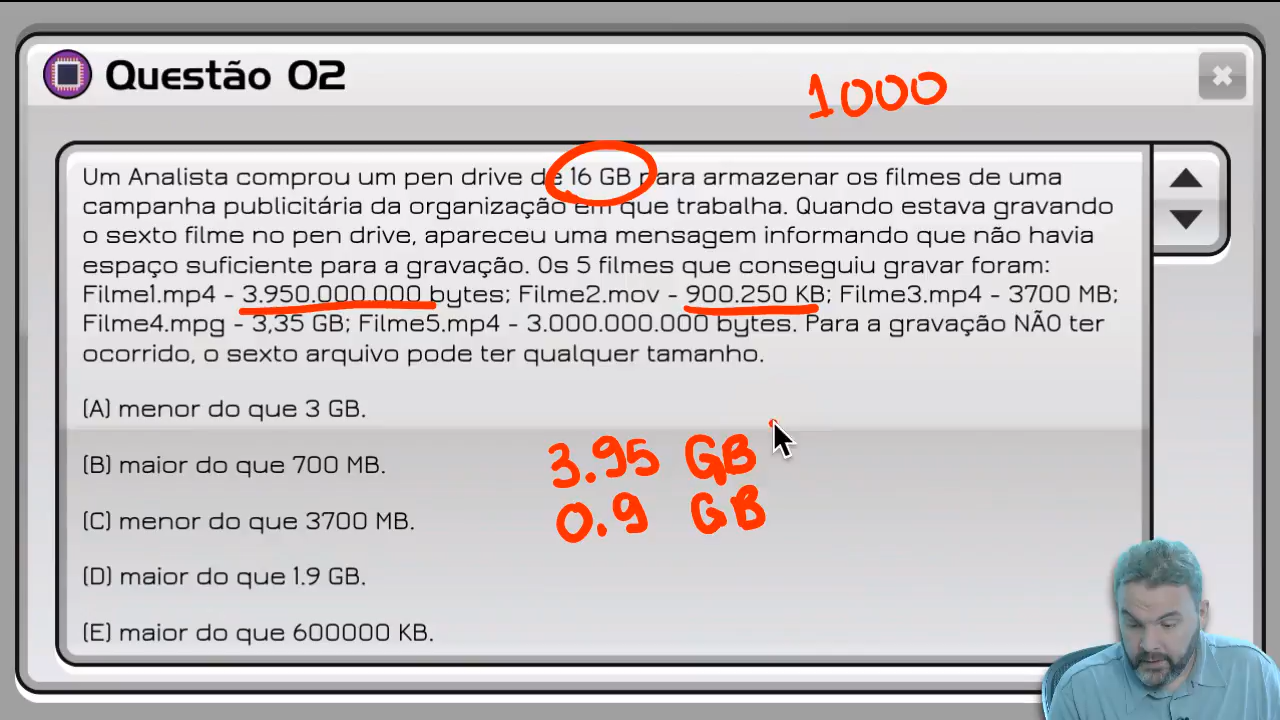 Questão 02
1000
Um Analista comprou um pen drive de 16 GB para armazenar os filmes de uma
campanha publicitária da organização em que trabalha. Quando estava gravando
o sexto filme no pen drive, apareceu uma mensagem informando que não havia
espaço suficiente para a gravação. Os 5 filmes que conseguiu gravar foram:
Filme1.mp4 - 3.950.000.000 bytes; Filme2.mov - 900.250 KB; Filme3.mp4 - 3700 MB;
Filme4.mpg - 3,35 GB; Filme5.mp4 - 3.000.000.000 bytes. Para a gravação NÃO ter
ocorrido, o sexto arquivo pode ter qualquer tamanho.
(A) menor do que 3 GB.
(B) maior do que 700 MB.
3.95 GB
(C) menor do que 3700 MB.
0.9 GB
(D) maior do que 1.9 GB.
(E) maior do que 600000 KB.